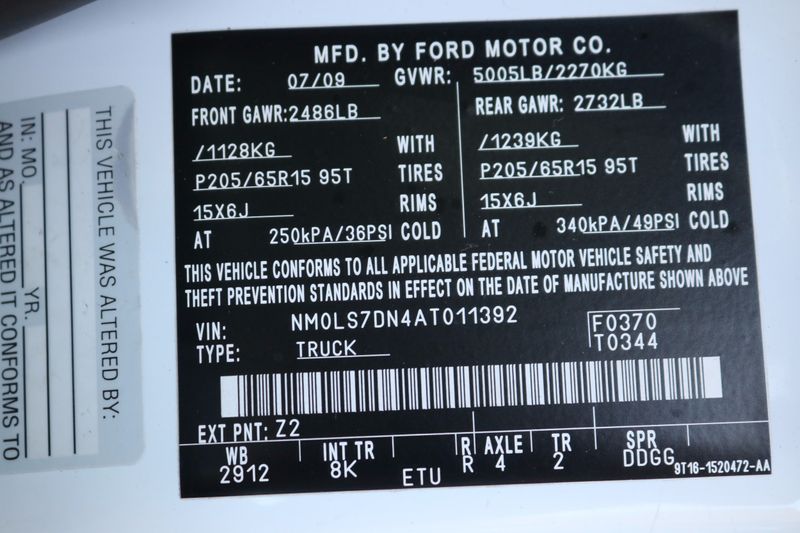 MFD. BY FORD MOTOR CO.
DATE: 07/09 GVWR: 5005LB/2270KG
FRONT GAWR: 2486LB REAR GAWR: 2732LB
/1128KG WITH /1239KG WITH
P205/65R15 95T TIRES P205/65R15 95T TIRES
15X6J RIMS 15X6J RIMS
AT 250kPA/36PSI COLD AT 340kPA/49PSI COLD
THIS VEHICLE CONFORMS TO ALL APPLICABLE FEDERAL MOTOR VEHICLE SAFETY AND
THEFT PREVENTION STANDARDS IN EFFECT ON THE DATE OF MANUFACTURE SHOWN ABOVE
VIN: NM0LS7DN4AT011392 F0370
TYPE: TRUCK T0344
EXT PNT: Z2
WB INT TR R AXLE TR SPR
2912 8K ETU R 4 2 DDGG 9T16-1520472-AA
THIS VEHICLE WAS ALTERED BY:
IN: MO. YR.
AND AS ALTERED IT CONFORMS TO